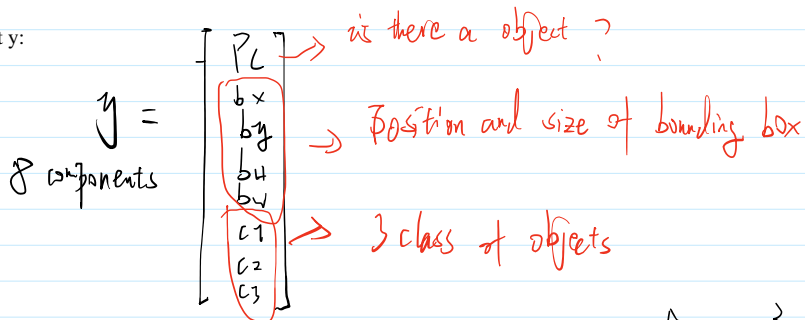 t y:
Pc → is there a object ?
bx
y = by → Position and size of bounding box
8 components bH
bw
c1 → 3 class of objects
c2
c3